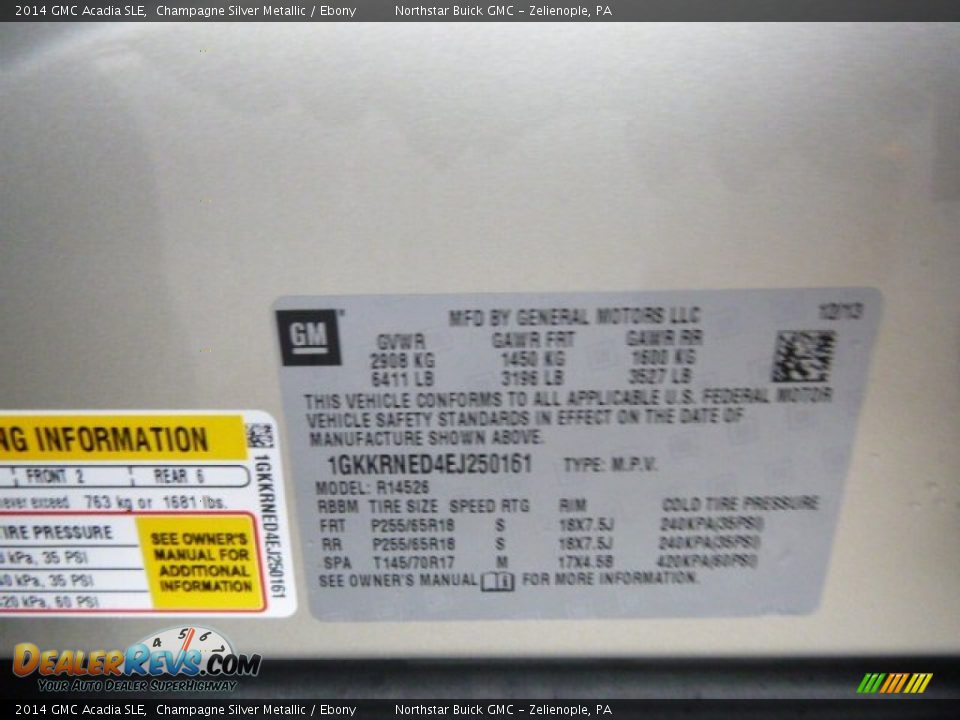 2014 GMC Acadia SLE, Champagne Silver Metallic / Ebony Northstar Buick GMC – Zelienople, PA
GM
MFD BY GENERAL MOTORS LLC 12/13
GVWR GAWR FRT GAWR RR
2908 KG 1450 KG 1600 KG
6411 LB 3196 LB 3527 LB
THIS VEHICLE CONFORMS TO ALL APPLICABLE U.S. FEDERAL MOTOR
VEHICLE SAFETY STANDARDS IN EFFECT ON THE DATE OF
MANUFACTURE SHOWN ABOVE.
1GKKRNED4EJ250161 TYPE: M.P.V.
MODEL: R14526
RBBM TIRE SIZE SPEED RTG RIM COLD TIRE PRESSURE
FRT P255/65R18 S 18X7.5J 240KPA(35PSI)
RR P255/65R18 S 18X7.5J 240KPA(35PSI)
SPA T145/70R17 M 17X4.5B 420KPA(60PSI)
SEE OWNER'S MANUAL FOR MORE INFORMATION.
NG INFORMATION
FRONT 2 REAR 6
never exceed 763 kg or 1681 lbs.
TIRE PRESSURE
kPa, 35 PSI
40 kPa, 35 PSI
420 kPa, 60 PSI
SEE OWNER'S
MANUAL FOR
ADDITIONAL
INFORMATION
1GKKRNED4EJ250161
4 5 6
DealerRevs.com
Your Auto Dealer SuperHighway
2014 GMC Acadia SLE, Champagne Silver Metallic / Ebony Northstar Buick GMC – Zelienople, PA